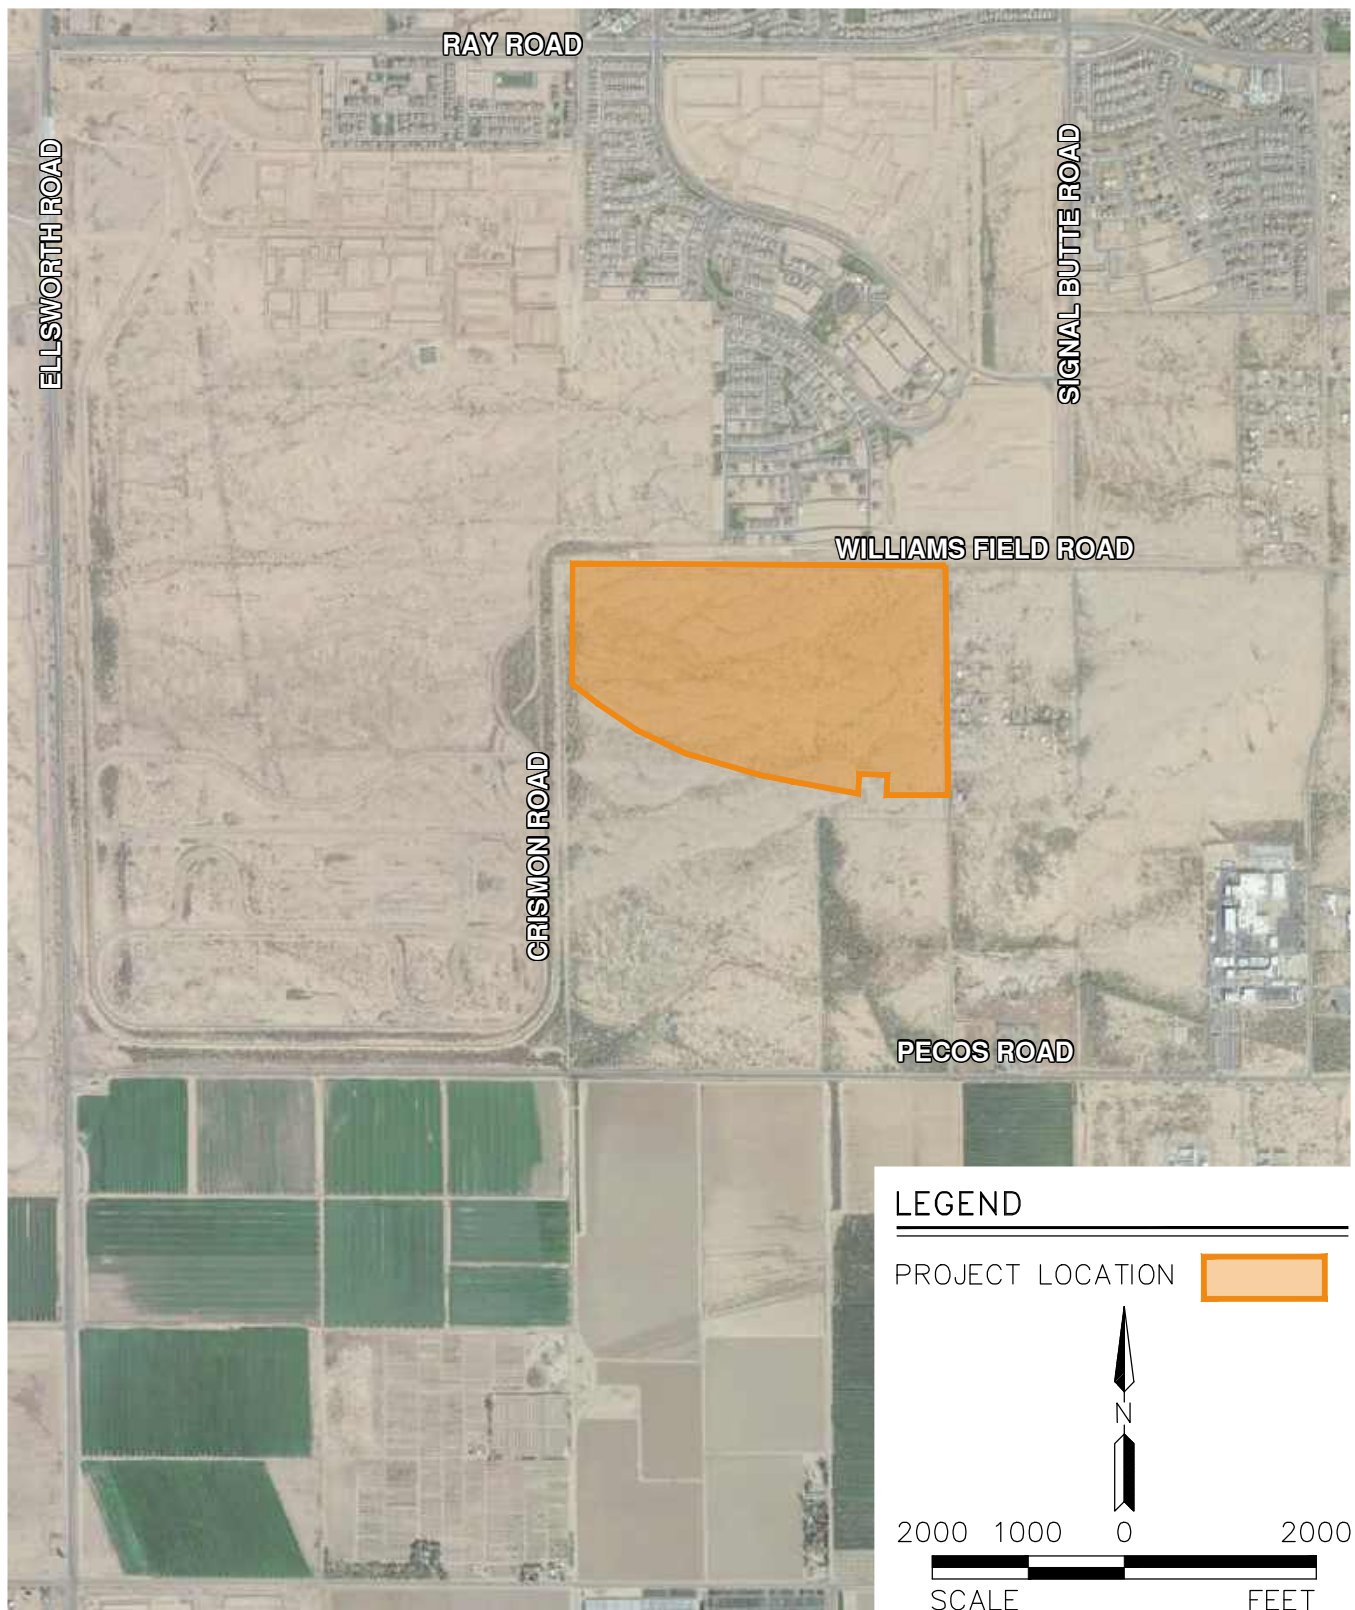 RAY ROAD
ELLSWORTH ROAD
SIGNAL BUTTE ROAD
WILLIAMS FIELD ROAD
CRISMON ROAD
PECOS ROAD
LEGEND
PROJECT LOCATION
N
2000 1000 0 2000
SCALE FEET